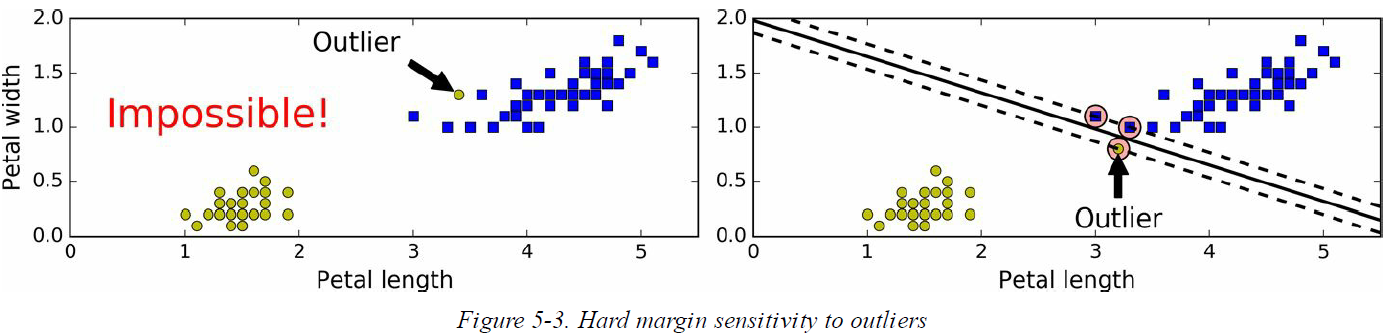 2.0
1.5
1.0
0.5
0.0
Petal width
Outlier
Impossible!
0 1 2 3 4 5
Petal length
2.0
1.5
1.0
0.5
0.0
Outlier
0 1 2 3 4 5
Petal length
Figure 5-3. Hard margin sensitivity to outliers